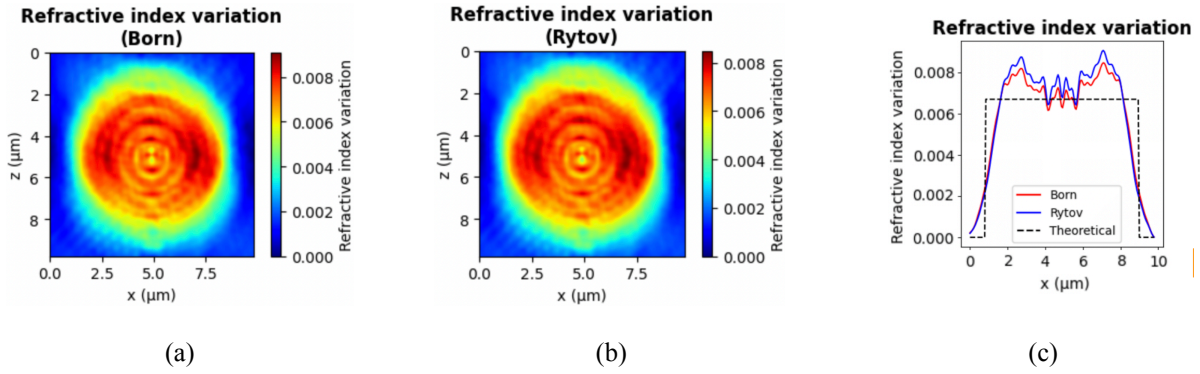 Refractive index variation
(Born)
0
2
4
6
8
z (μm)
0.0
2.5
5.0
7.5
x (μm)
0.008
0.006
0.004
0.002
0.000
Refractive index variation
(a)
Refractive index variation
(Rytov)
0
2
4
6
8
z (μm)
0.0
2.5
5.0
7.5
x (μm)
0.008
0.006
0.004
0.002
0.000
Refractive index variation
(b)
Refractive index variation
0.008
0.006
0.004
0.002
0.000
Refractive index variation
Born
Rytov
Theoretical
0
2
4
6
8
10
x (μm)
(c)